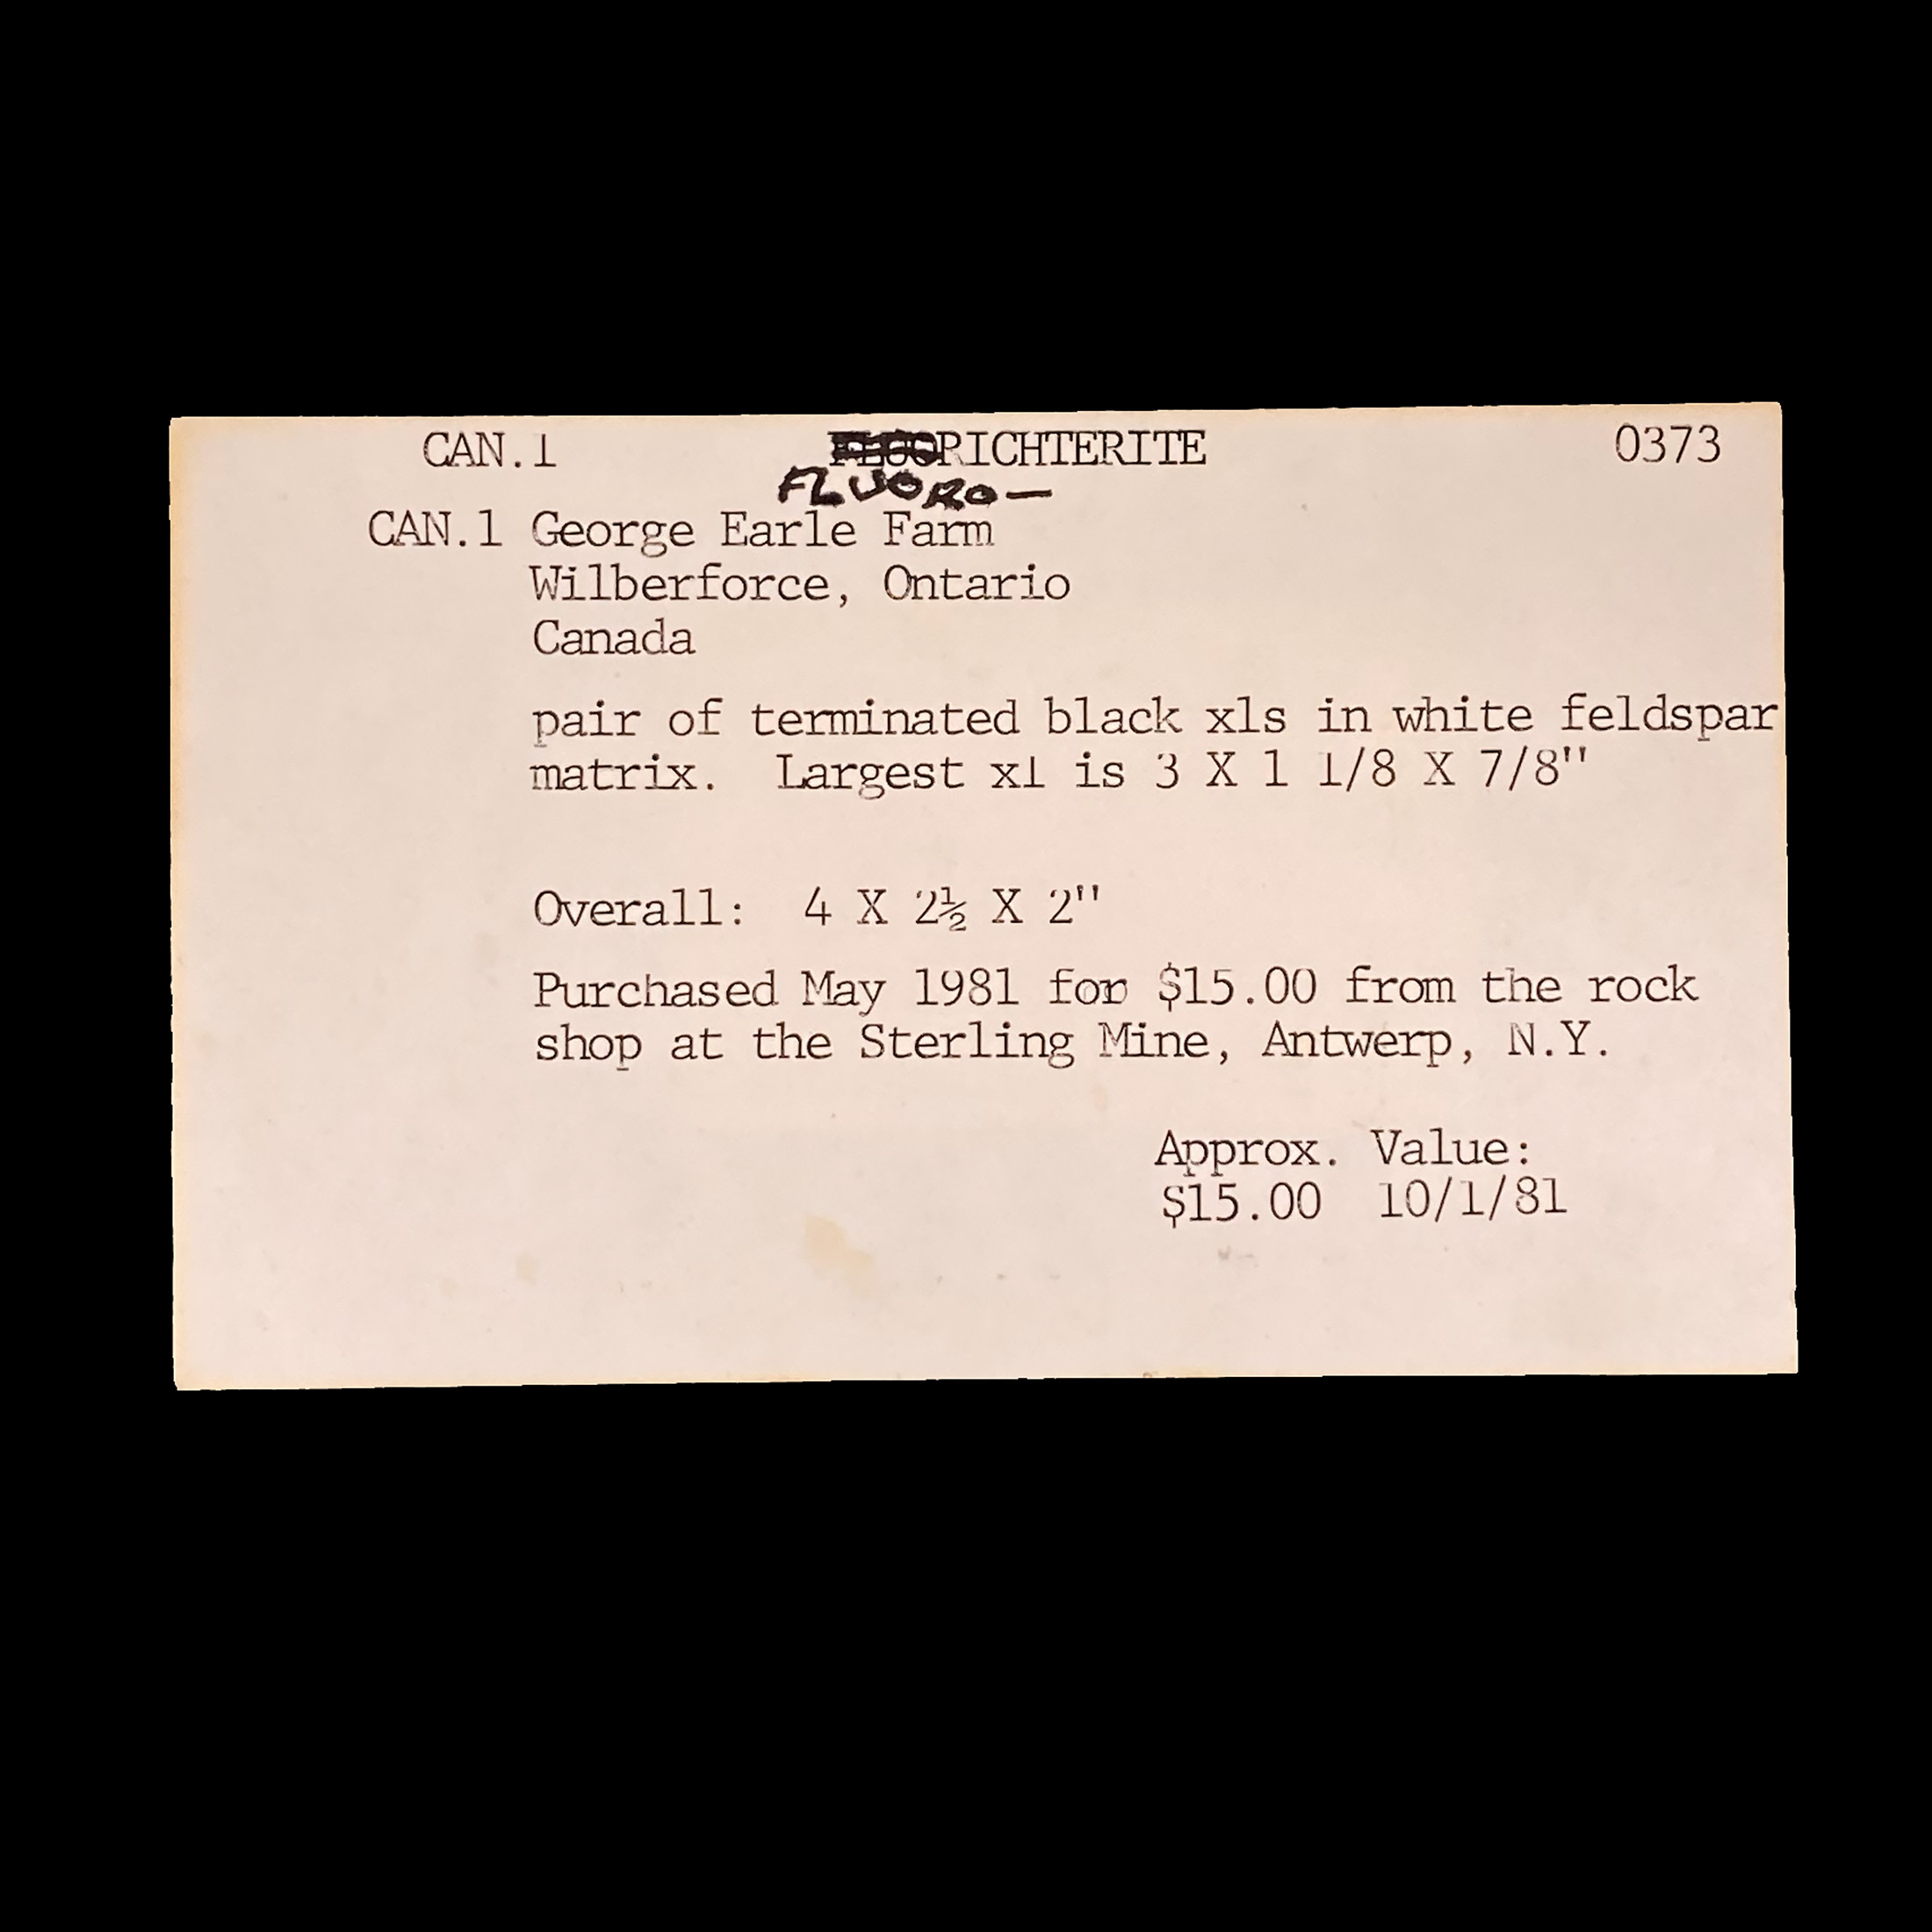 CAN.1 RICHTERITE 0373
FLUORO-
CAN.1 George Earle Farm
Wilberforce, Ontario
Canada
pair of terminated black xls in white feldspar
matrix. Largest xl is 3 X 1 1/8 X 7/8"
Overall: 4 X 2½ X 2"
Purchased May 1981 for $15.00 from the rock
shop at the Sterling Mine, Antwerp, N.Y.
Approx. Value:
$15.00 10/1/81